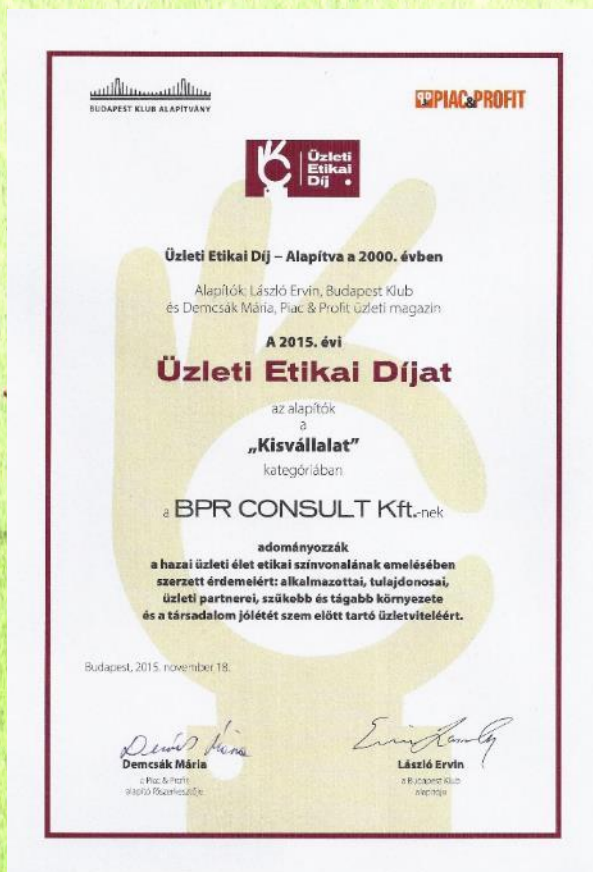 BUDAPEST KLUB ALAPÍTVÁNY
PIAC&PROFIT
Üzleti
Etikai
Díj
Üzleti Etikai Díj – Alapítva a 2000. évben
Alapítók: László Ervin, Budapest Klub
és Demcsák Mária, Piac & Profit üzleti magazin
A 2015. évi
Üzleti Etikai Díjat
az alapítók
a
„Kisvállalat”
kategóriában
a BPR CONSULT Kft.-nek
adományozzák
a hazai üzleti élet etikai színvonalának emelésében
szerzett érdemeiért: alkalmazottai, tulajdonosai,
üzleti partnerei, szűkebb és tágabb környezete
és a társadalom jólétét szem előtt tartó üzletviteléért.
Budapest, 2015. november 18.
Demcsák Mária
a Piac & Profit
alapító főszerkesztője
László Ervin
a Budapest Klub
alapítója